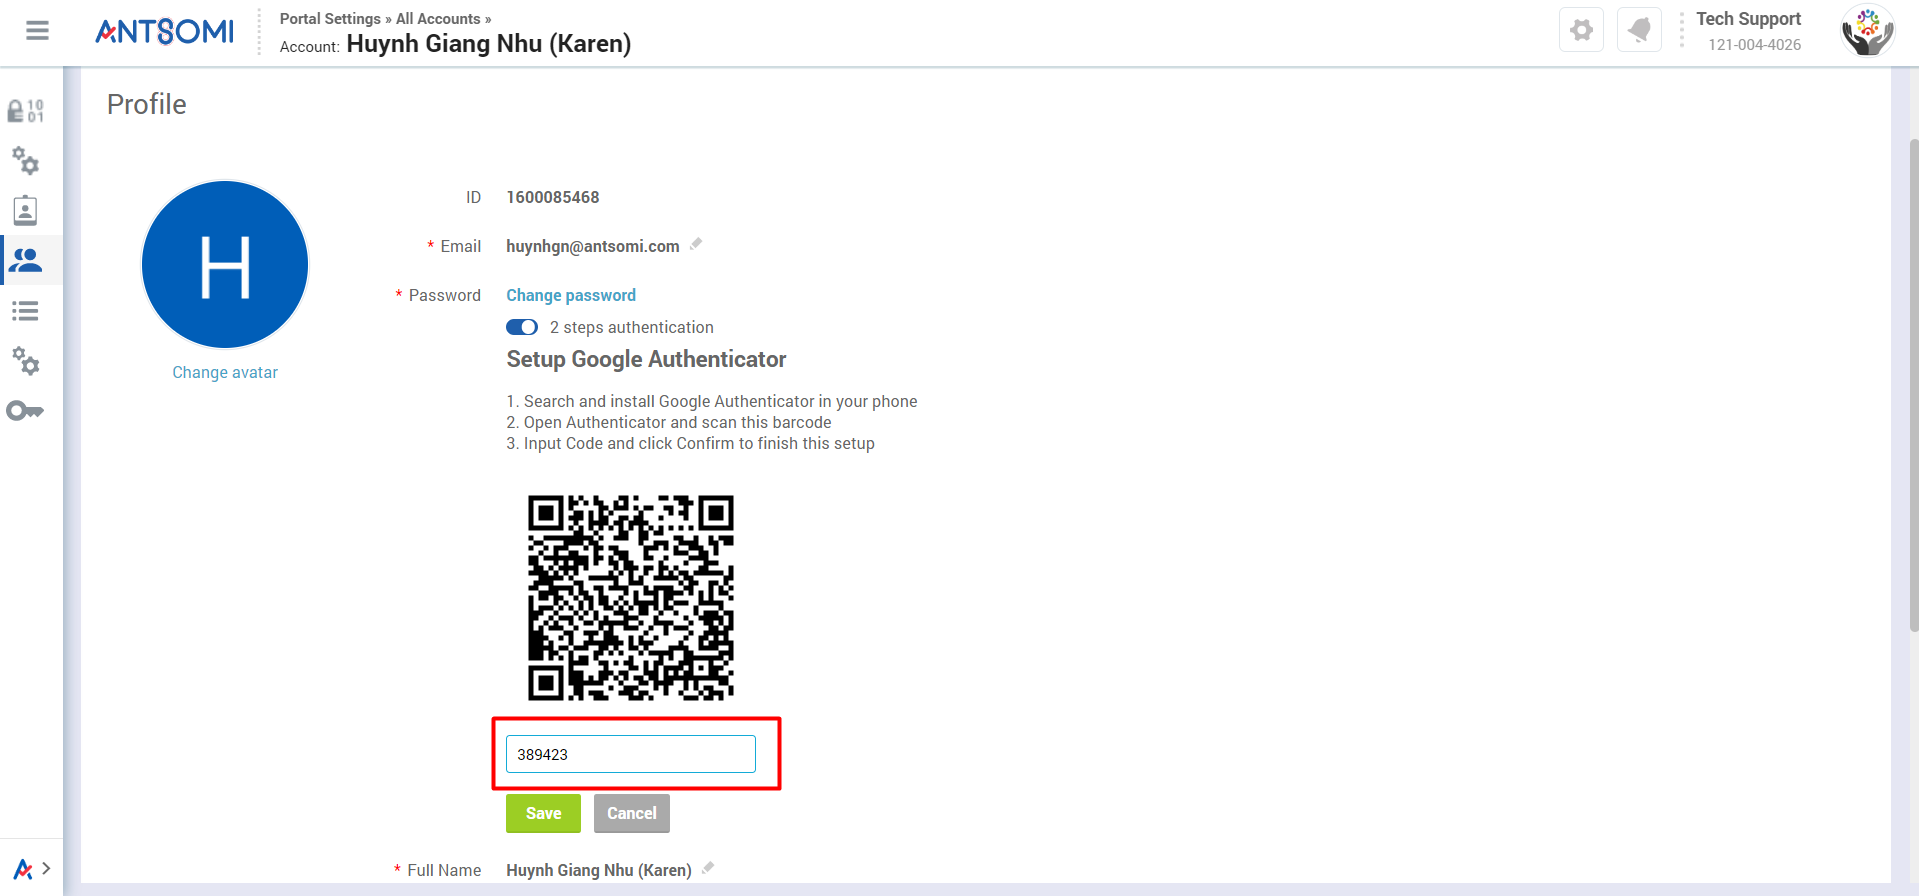 ANTSOMI
Portal Settings » All Accounts »
Account: Huynh Giang Nhu (Karen)
Tech Support
121-004-4026
10
01
Profile
H
Change avatar
ID 1600085468
* Email huynhgn@antsomi.com
* Password Change password
2 steps authentication
Setup Google Authenticator
1. Search and install Google Authenticator in your phone
2. Open Authenticator and scan this barcode
3. Input Code and click Confirm to finish this setup
389423
Save Cancel
* Full Name Huynh Giang Nhu (Karen)